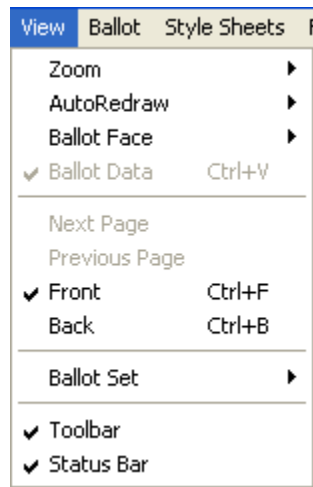 View Ballot Style Sheets
Zoom
AutoRedraw
Ballot Face
Ballot Data Ctrl+V
Next Page
Previous Page
Front Ctrl+F
Back Ctrl+B
Ballot Set
Toolbar
Status Bar